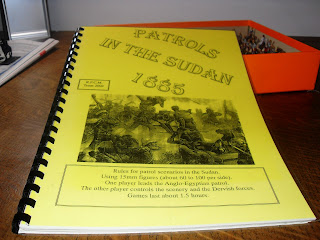 PATROLS
IN THE SUDAN
1885
Rules for patrol scenarios in the Sudan.
Using 15mm figures (about 60 to 100 per side).
One player leads the Anglo-Egyptian patrol.
The other player controls the scenery and the Dervish forces.
Games last about 1.5 hours.